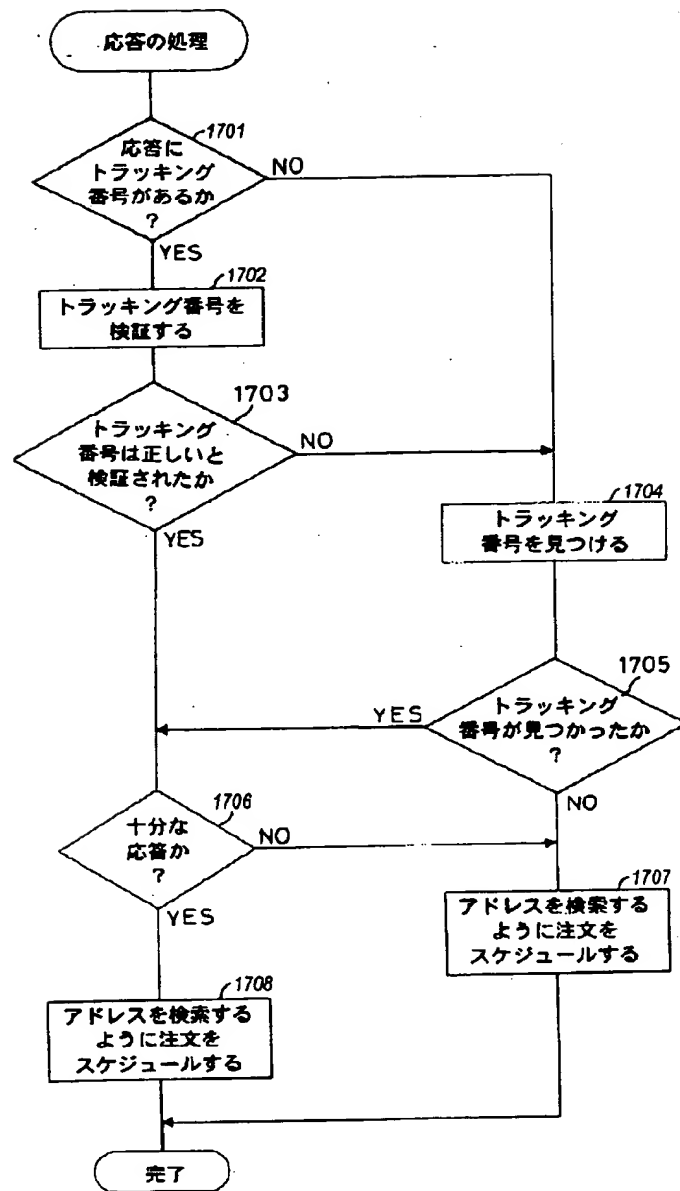 応答の処理
1701
応答に
トラッキング
番号があるか
?
NO
YES
1702
トラッキング番号を
検証する
1703
トラッキング
番号は正しいと
検証されたか
?
NO
YES
1704
トラッキング
番号を見つける
1705
トラッキング
番号が見つかったか
?
YES
NO
1706
十分な
応答か
?
NO
YES
1707
アドレスを検索する
ように注文を
スケジュールする
1708
アドレスを検索する
ように注文を
スケジュールする
完了